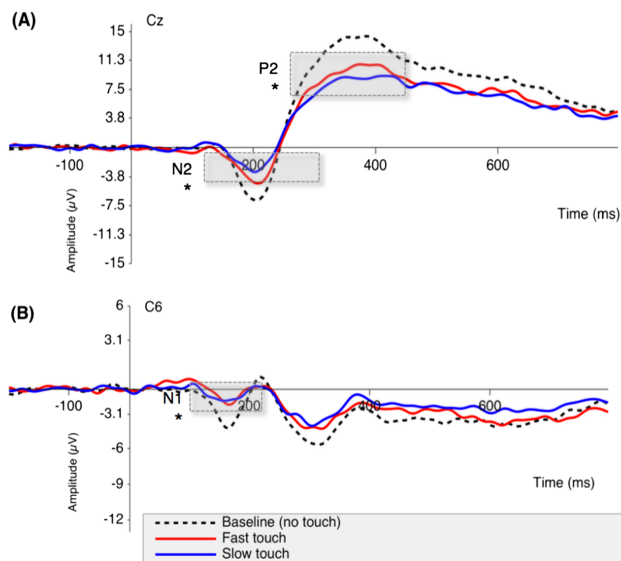 (A)
Cz
15
11.3
7.5
3.8
-3.8
-7.5
-11.3
-15
P2
*
N2
*
-100
200
400
600
Time (ms)
Amplitude (µV)
(B)
C6
6
3.1
-3.1
-6
-9
-12
N1
*
-100
200
400
600
Time (ms)
Amplitude (µV)
Baseline (no touch)
Fast touch
Slow touch